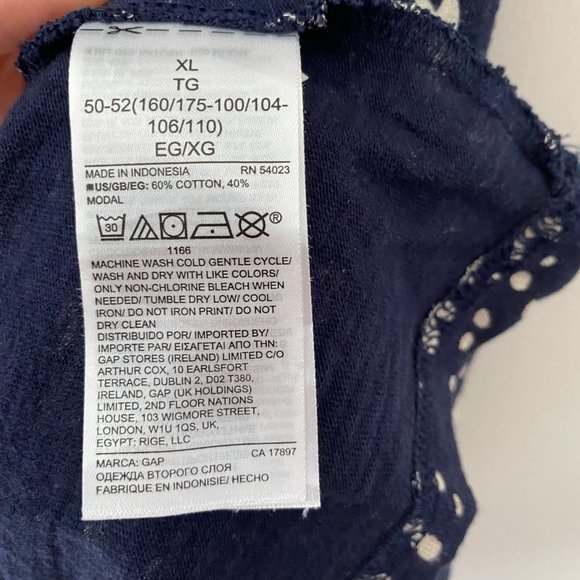 XL
TG
50-52(160/175-100/104-
106/110)
EG/XG
MADE IN INDONESIA RN 54023
US/GB/EG: 60% COTTON, 40%
MODAL
30
®
1166
MACHINE WASH COLD GENTLE CYCLE/
WASH AND DRY WITH LIKE COLORS/
ONLY NON-CHLORINE BLEACH WHEN
NEEDED/ TUMBLE DRY LOW/ COOL
IRON/ DO NOT IRON PRINT/ DO NOT
DRY CLEAN
DISTRIBUIDO POR/ IMPORTED BY/
IMPORTE PAR/ ΕΙΣΑΓΕΤΑΙ ΑΠΟ ΤΗΝ:
GAP STORES (IRELAND) LIMITED C/O
ARTHUR COX, 10 EARLSFORT
TERRACE, DUBLIN 2, D02 T380,
IRELAND, GAP (UK HOLDINGS)
LIMITED, 2ND FLOOR NATIONS
HOUSE, 103 WIGMORE STREET,
LONDON, W1U 1QS, UK.
EGYPT: RIGE, LLC
MARCA: GAP CA 17897
ОДЕЖДА ВТОРОГО СЛОЯ
FABRIQUE EN INDONISIE/ HECHO